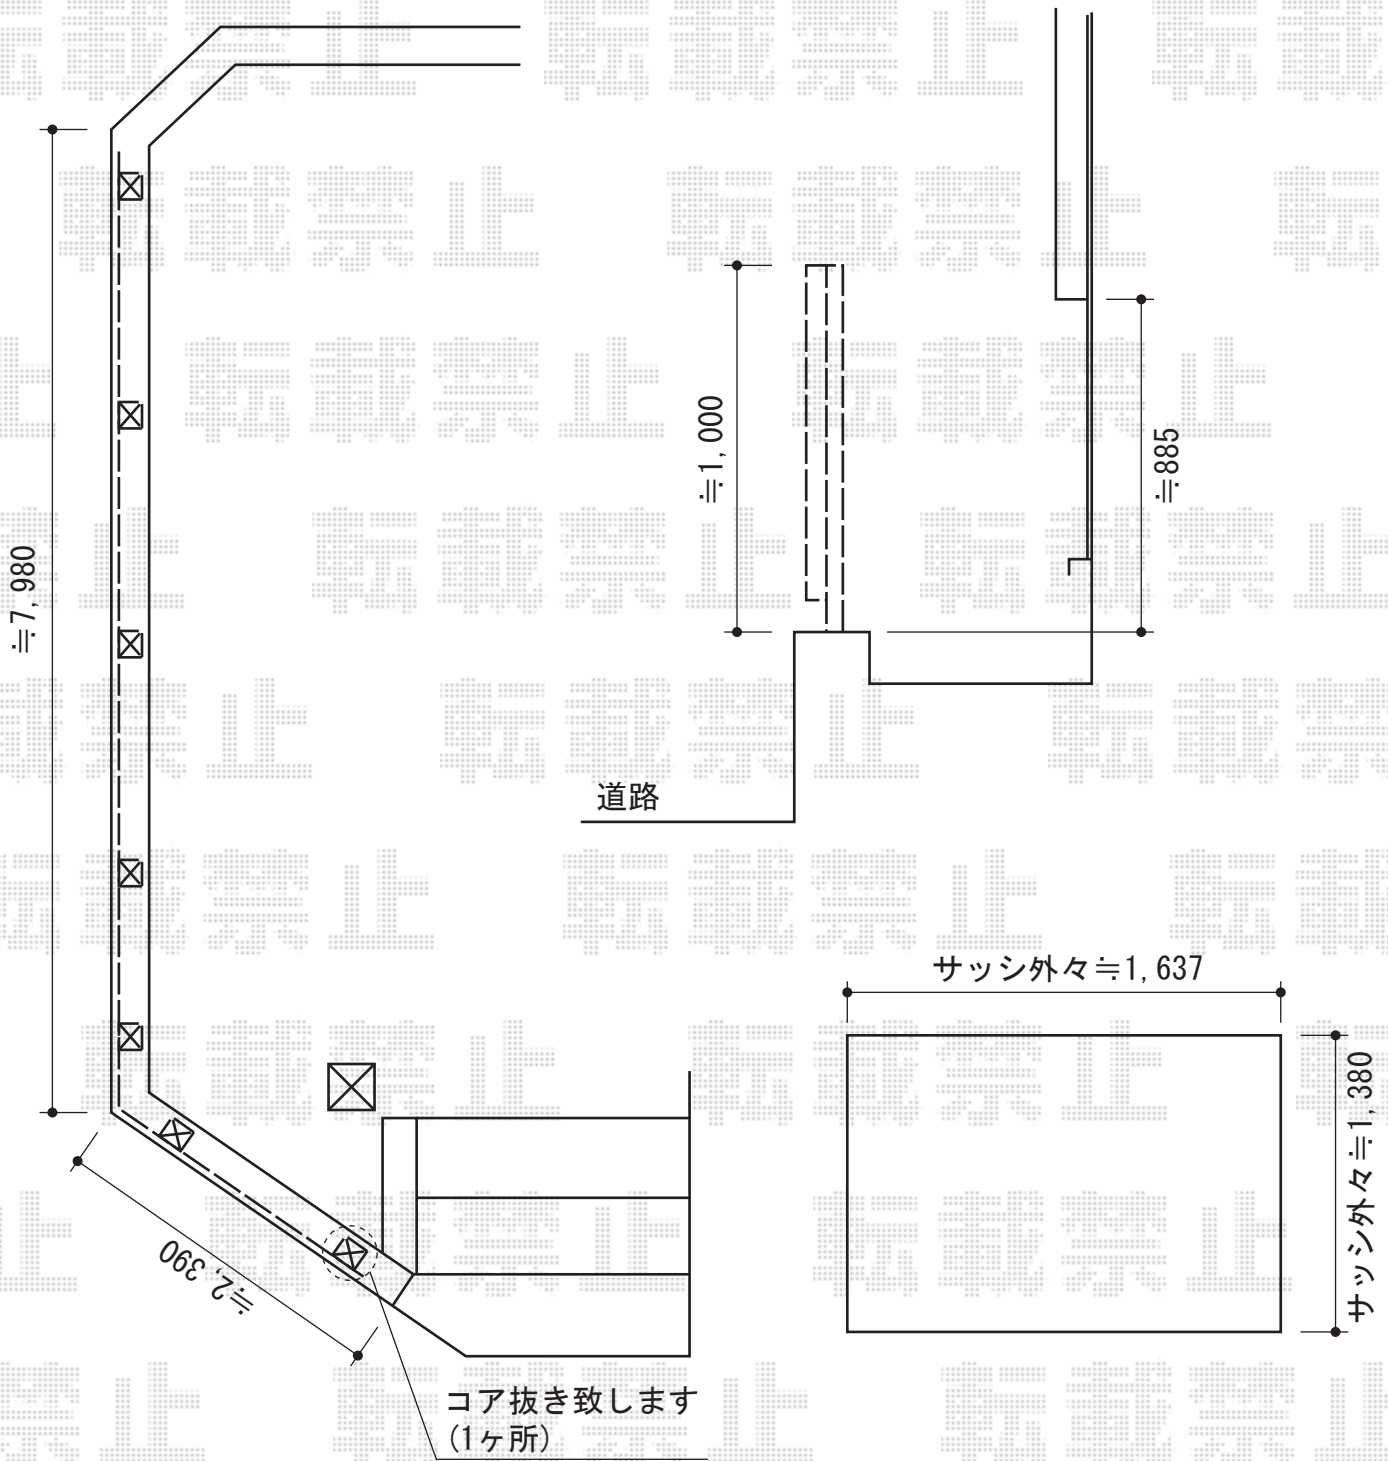 ≒7,980
≒1,000
≒885
道路
サッシ外々≒1,637
サッシ外々≒1,380
≒2,390
コア抜き致します
(1ヶ所)
転載禁止